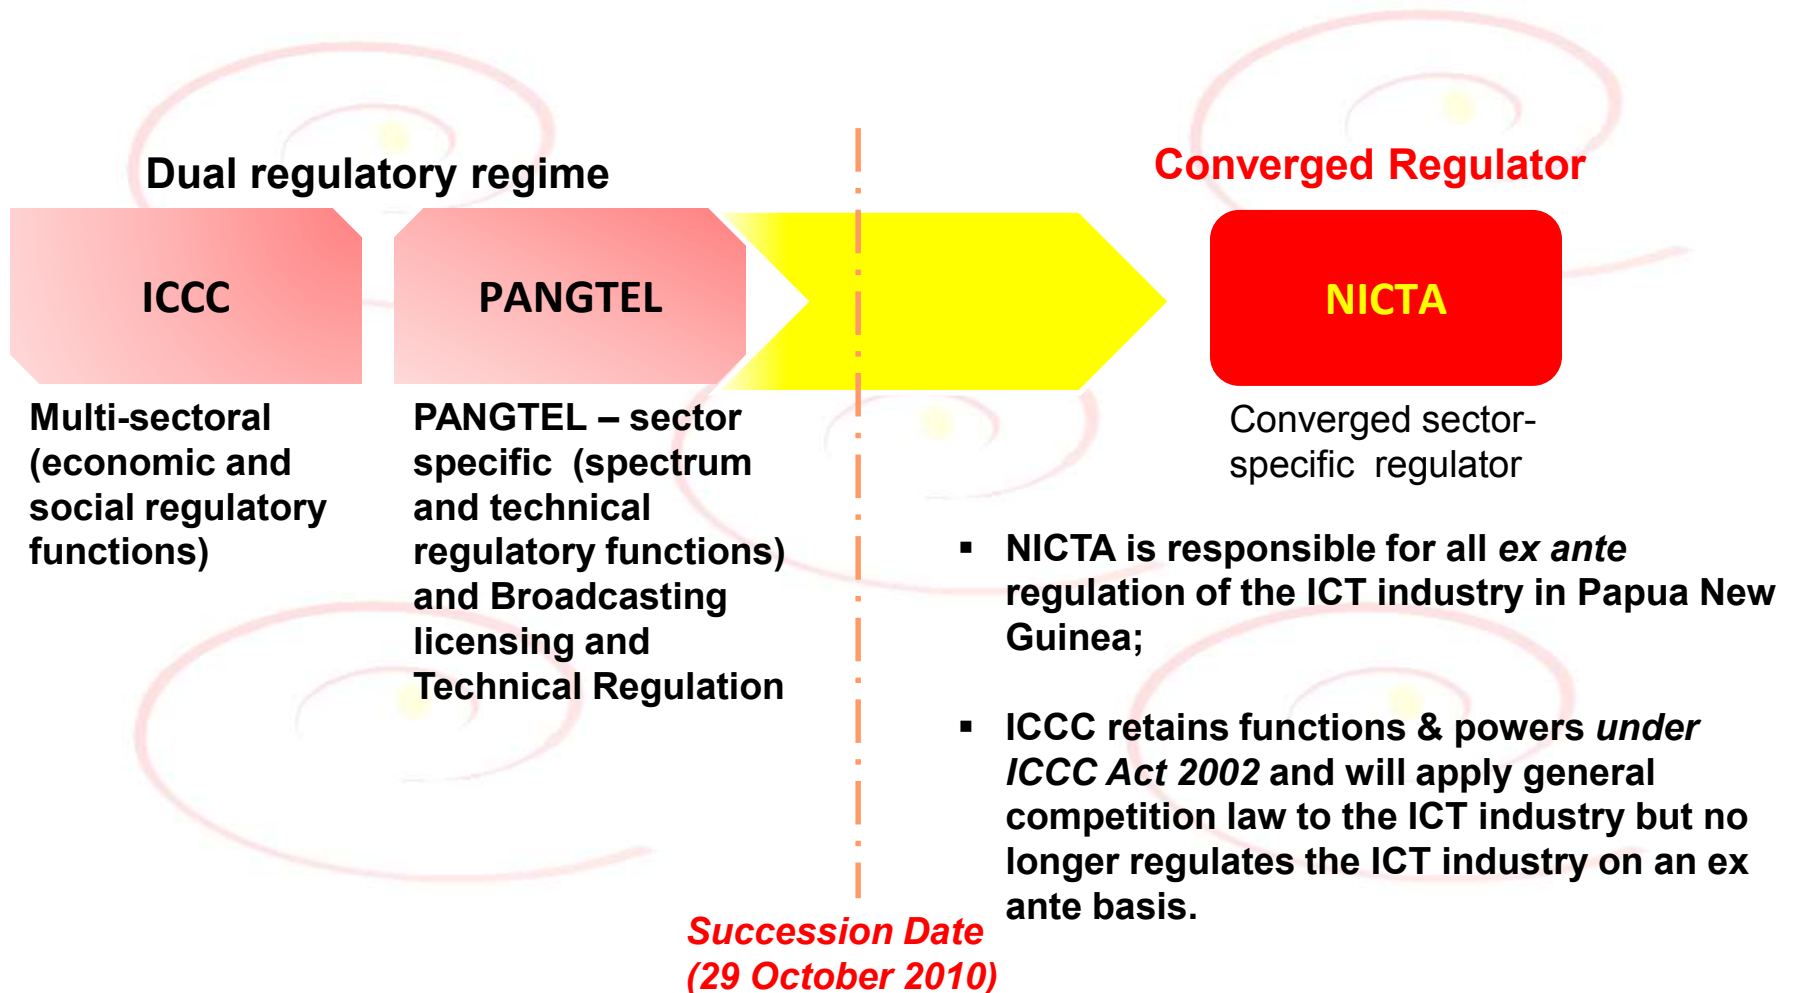 Dual regulatory regime
ICCC
PANGTEL
Multi-sectoral
(economic and
social regulatory
functions)
PANGTEL – sector
specific (spectrum
and technical
regulatory functions)
and Broadcasting
licensing and
Technical Regulation
Succession Date
(29 October 2010)
Converged Regulator
NICTA
Converged sector-
specific regulator
▪ NICTA is responsible for all ex ante
regulation of the ICT industry in Papua New
Guinea;
▪ ICCC retains functions & powers under
ICCC Act 2002 and will apply general
competition law to the ICT industry but no
longer regulates the ICT industry on an ex
ante basis.